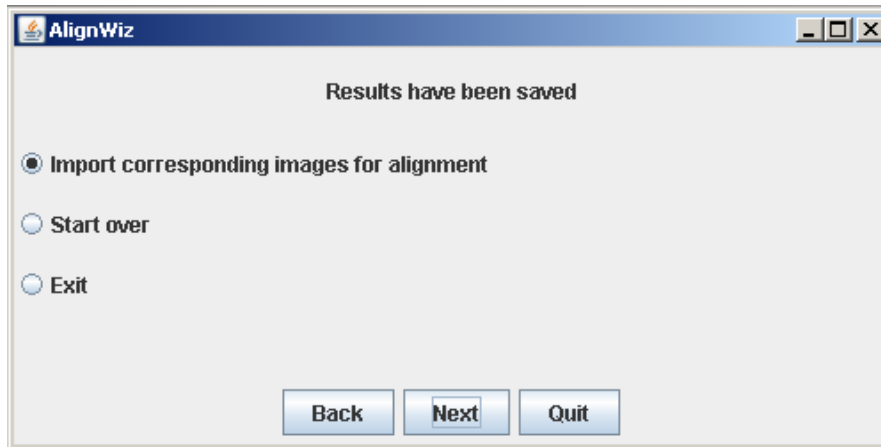 AlignWiz
Results have been saved
Import corresponding images for alignment
Start over
Exit
Back Next Quit